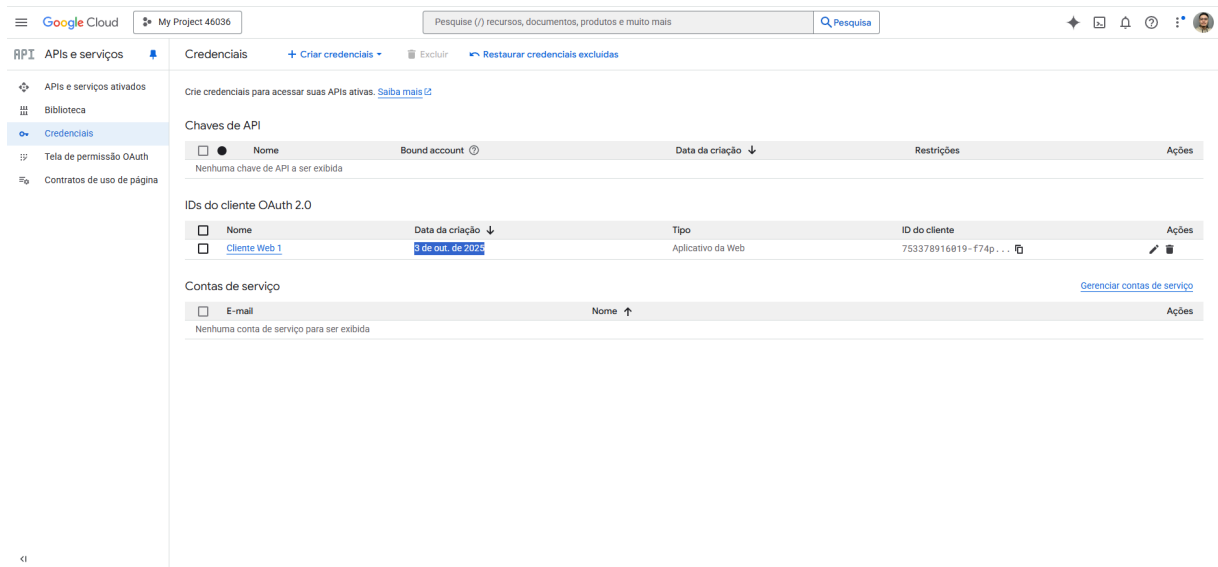 Google Cloud My Project 46036 Pesquise (/) recursos, documentos, produtos e muito mais Pesquisa
API APIs e serviços
APIs e serviços ativados
Biblioteca
Credenciais
Tela de permissão OAuth
Contratos de uso de página
Credenciais + Criar credenciais Excluir Restaurar credenciais excluídas
Crie credenciais para acessar suas APIs ativas. Saiba mais
Chaves de API
Nome Bound account Data da criação Restrições Ações
Nenhuma chave de API a ser exibida
IDs do cliente OAuth 2.0
Nome Data da criação Tipo ID do cliente Ações
Cliente Web 1 3 de out. de 2025 Aplicativo da Web 753378916019-f74p...
Contas de serviço Gerenciar contas de serviço
E-mail Nome Ações
Nenhuma conta de serviço para ser exibida